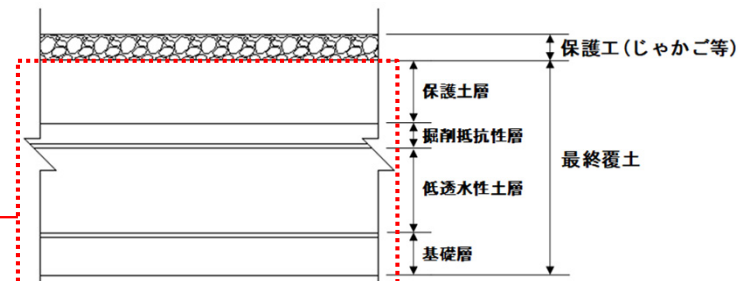 保護工(じゃかご等)
保護土層
掘削抵抗性層
最終覆土
低透水性土層
基礎層